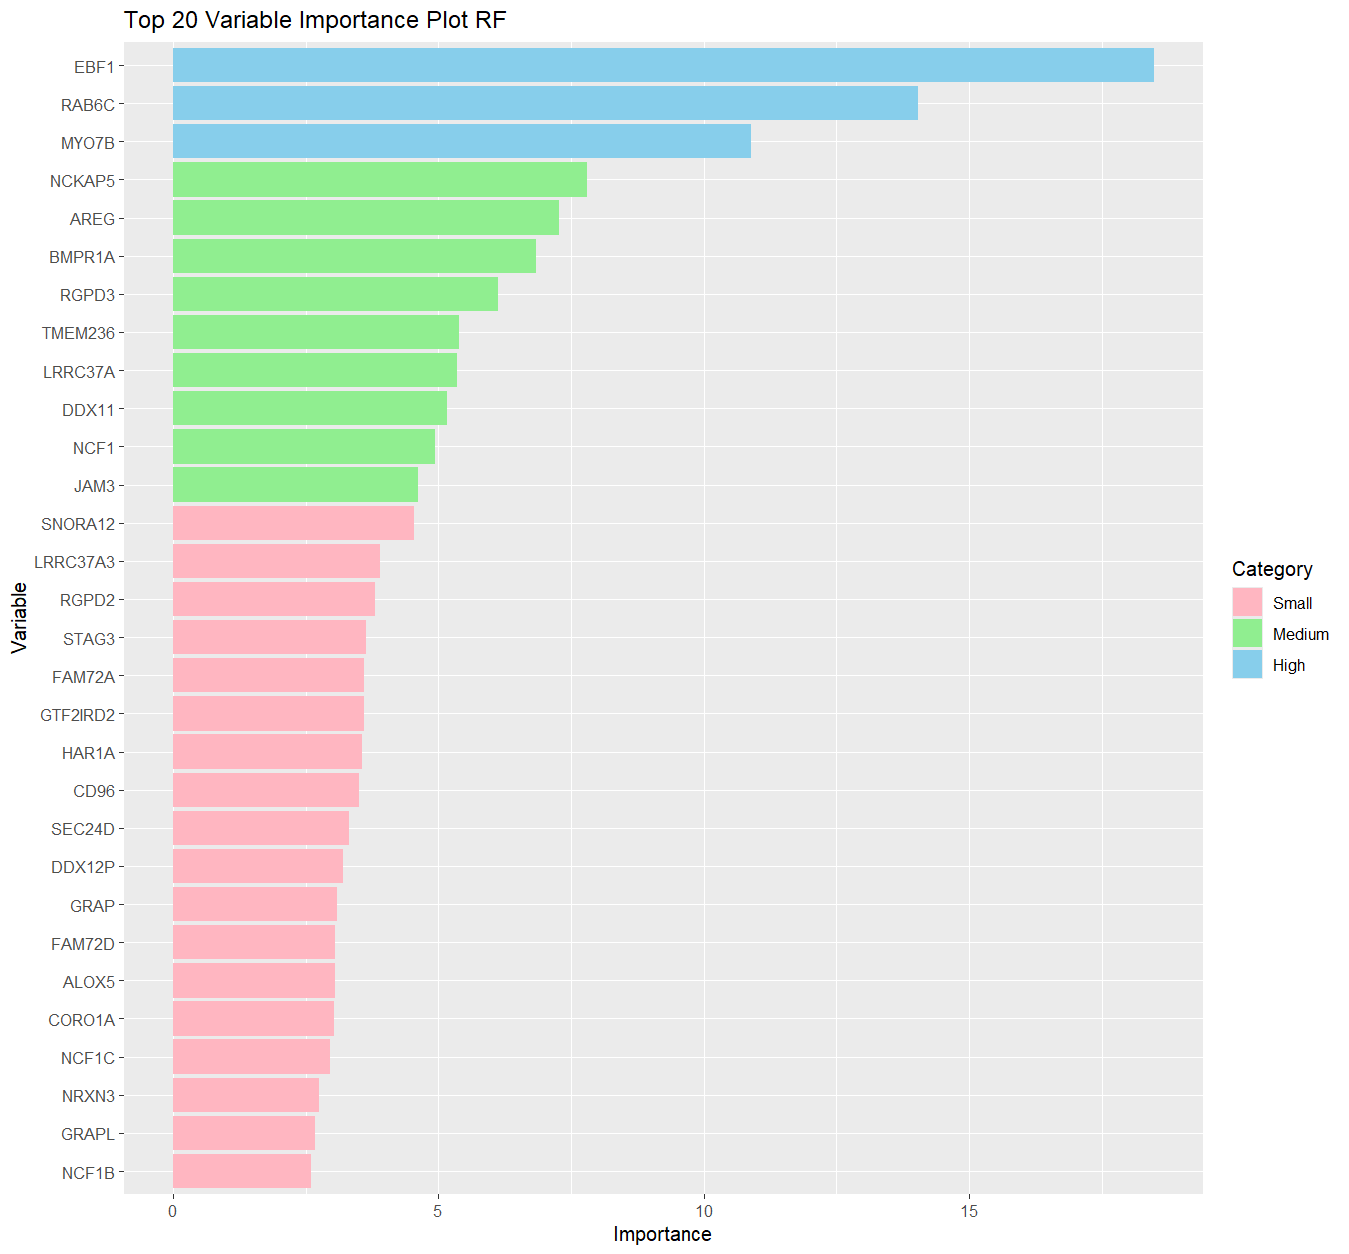 Top 20 Variable Importance Plot RF
EBF1
RAB6C
MYO7B
NCKAP5
AREG
BMPR1A
RGPD3
TMEM236
LRRC37A
DDX11
NCF1
JAM3
SNORA12
LRRC37A3
RGPD2
STAG3
FAM72A
GTF2IRD2
HAR1A
CD96
SEC24D
DDX12P
GRAP
FAM72D
ALOX5
CORO1A
NCF1C
NRXN3
GRAPL
NCF1B
Variable
0 5 10 15
Importance
Category
Small
Medium
High